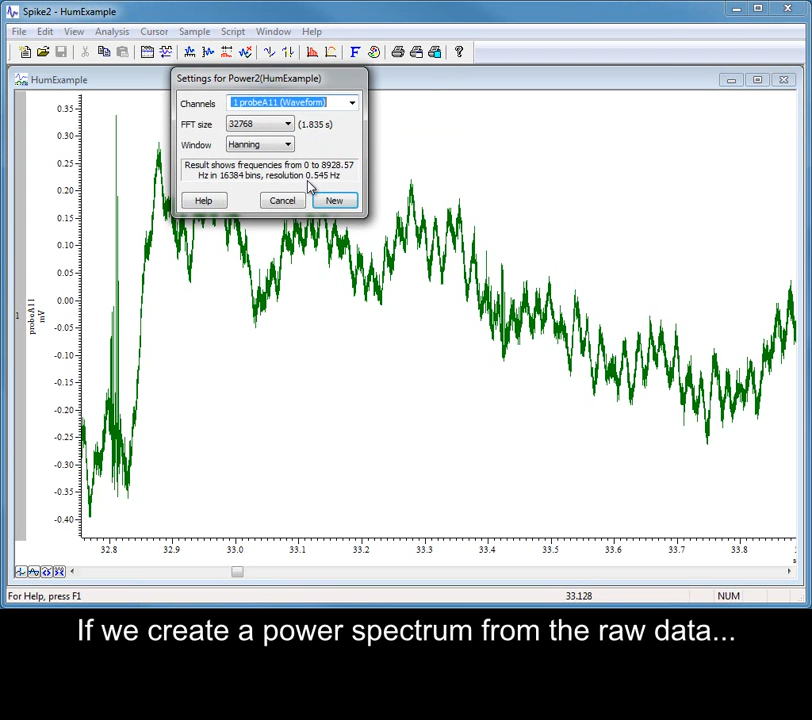 Spike2 - HumExample
File Edit View Analysis Cursor Sample Script Window Help
HumExample
Settings for Power2(HumExample)
Channels 1 probeA11 (Waveform)
FFT size 32768 (1.835 s)
Window Hanning
Result shows frequencies from 0 to 8928.57
Hz in 16384 bins, resolution 0.545 Hz
Help Cancel New
0.35
0.30
0.25
0.20
0.15
0.10
0.05
0.00
-0.05
-0.10
-0.15
-0.20
-0.25
-0.30
-0.35
-0.40
1
probeA11
mV
32.8 32.9 33.0 33.1 33.2 33.3 33.4 33.5 33.6 33.7 33.8
s
For Help, press F1 33.128 NUM
If we create a power spectrum from the raw data...